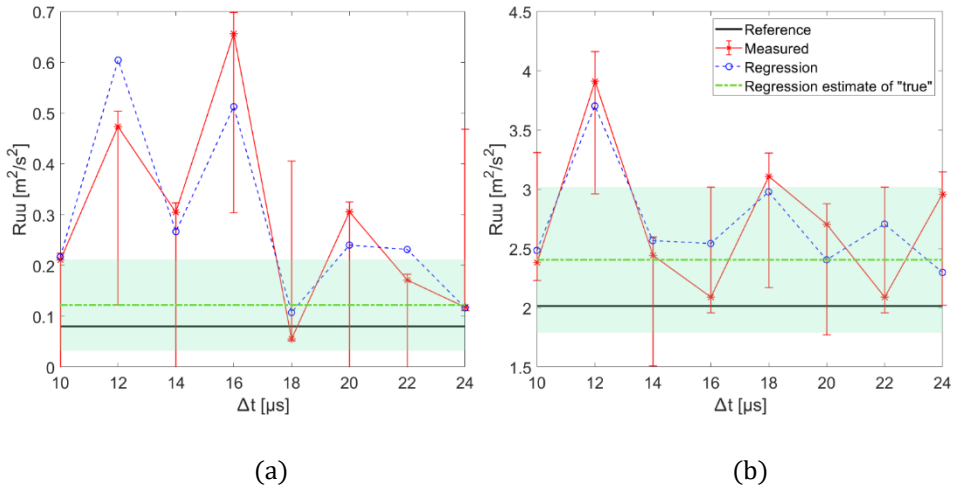 0.7
0.6
0.5
0.4
0.3
0.2
0.1
0
Ruu [m²/s²]
10 12 14 16 18 20 22 24
Δt [µs]
(a)
4.5
4
3.5
3
2.5
2
1.5
Ruu [m²/s²]
10 12 14 16 18 20 22 24
Δt [µs]
Reference
Measured
Regression
Regression estimate of "true"
(b)